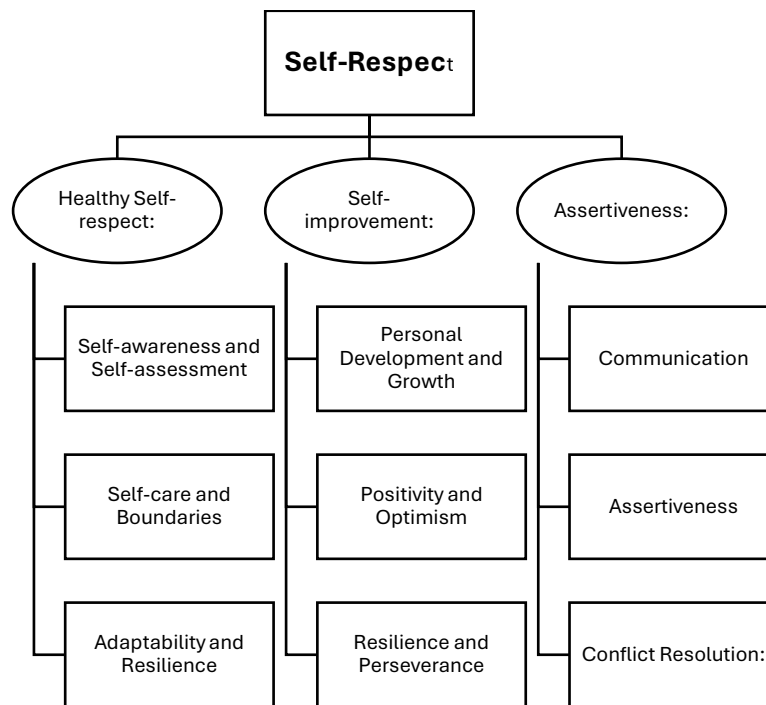 Self-Respect
Healthy Self-
respect:
Self-
improvement:
Assertiveness:
Self-awareness and
Self-assessment
Personal
Development and
Growth
Communication
Self-care and
Boundaries
Positivity and
Optimism
Assertiveness
Adaptability and
Resilience
Resilience and
Perseverance
Conflict Resolution: